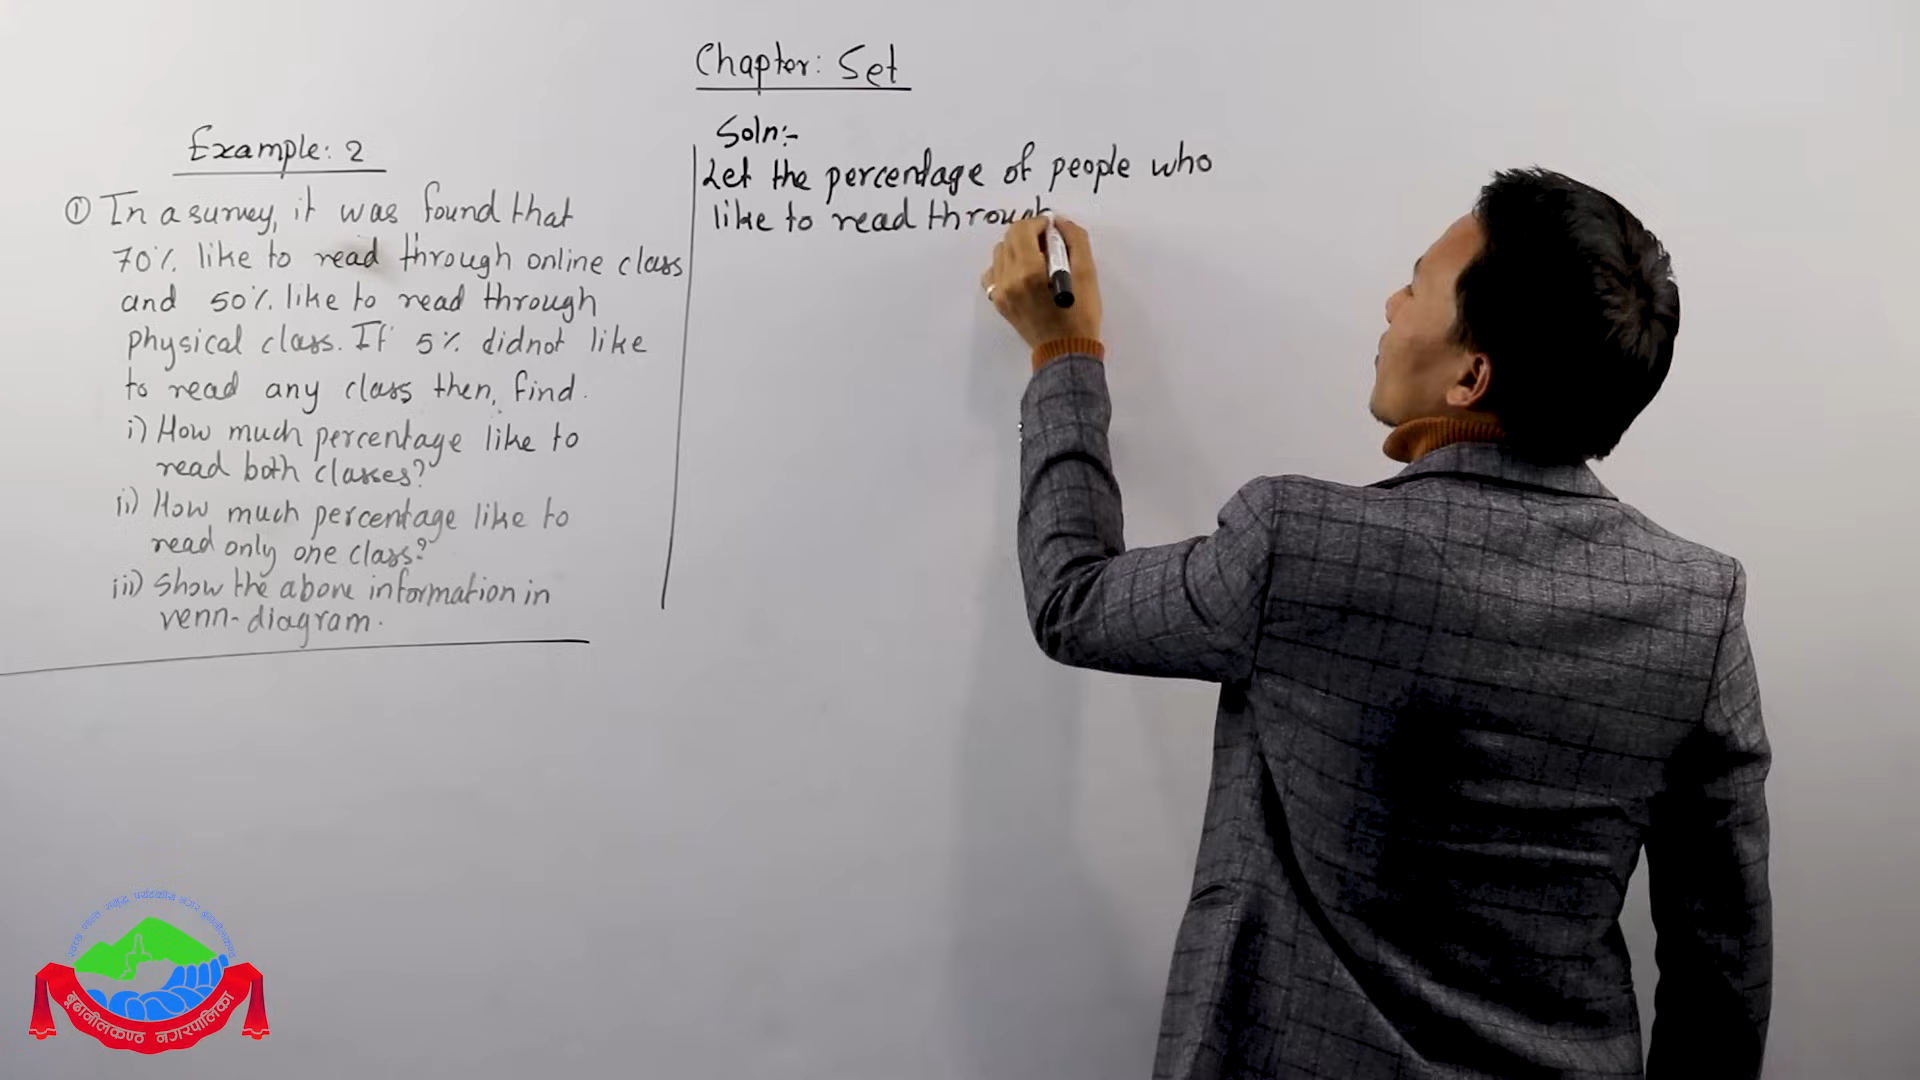 Chapter: Set
Example: 2
① In a survey, it was found that
70% like to read through online class
and 50% like to read through
physical class. If 5% didnot like
to read any class then, find.
i) How much percentage like to
read both classes?
ii) How much percentage like to
read only one class?
iii) Show the above information in
venn-diagram.
Soln:-
Let the percentage of people who
like to read through
बुढानीलकण्ठ नगरपालिका